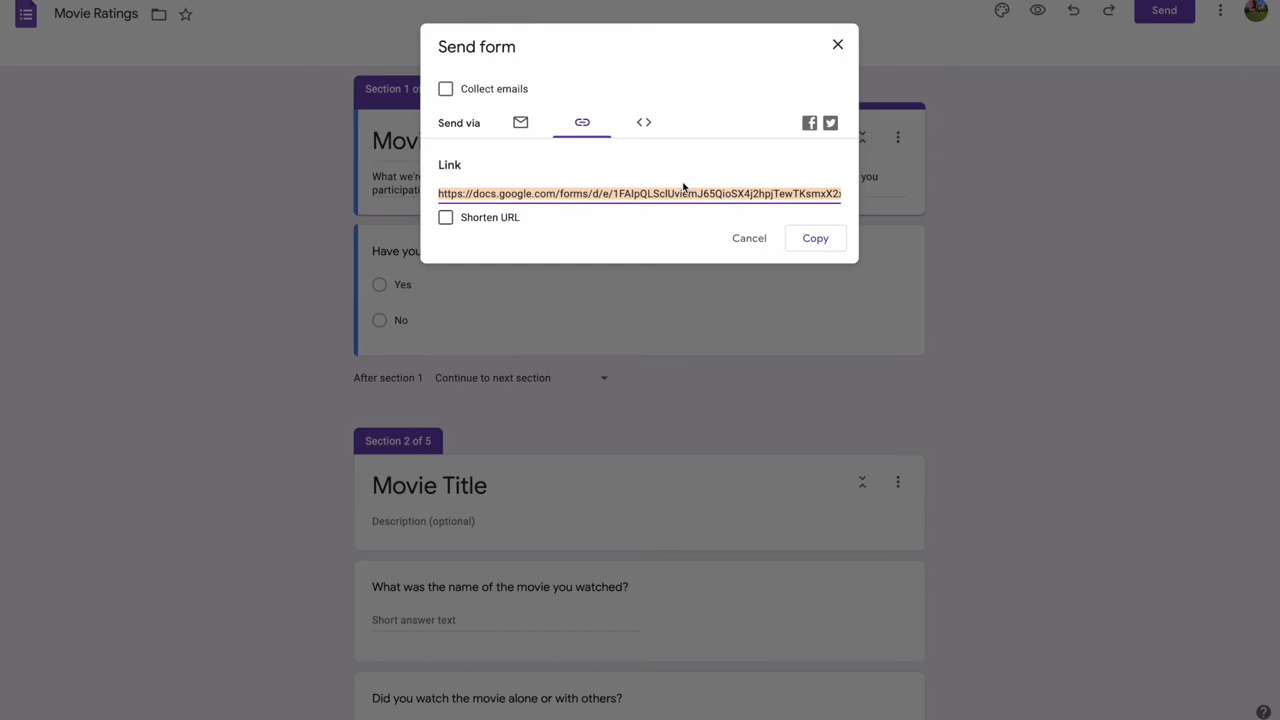 Movie Ratings
Send
Send form
Collect emails
Send via
Link
https://docs.google.com/forms/d/e/1FAIpQLSclUviemJ65QioSX4j2hpjTewTKsmxX2
Shorten URL
Cancel
Copy
Section 1 o
Movi
What we're
you
participati
Have you
Yes
No
After section 1
Continue to next section
Section 2 of 5
Movie Title
Description (optional)
What was the name of the movie you watched?
Short answer text
Did you watch the movie alone or with others?